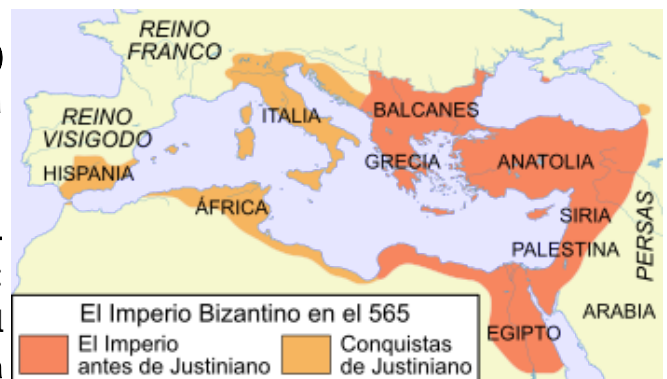 REINO
FRANCO
REINO
VISIGODO
HISPANIA
ITALIA
BALCANES
GRECIA
ANATOLIA
ÁFRICA
SIRIA
PALESTINA
PERSAS
ARABIA
EGIPTO
El Imperio Bizantino en el 565
El Imperio
antes de Justiniano
Conquistas
de Justiniano